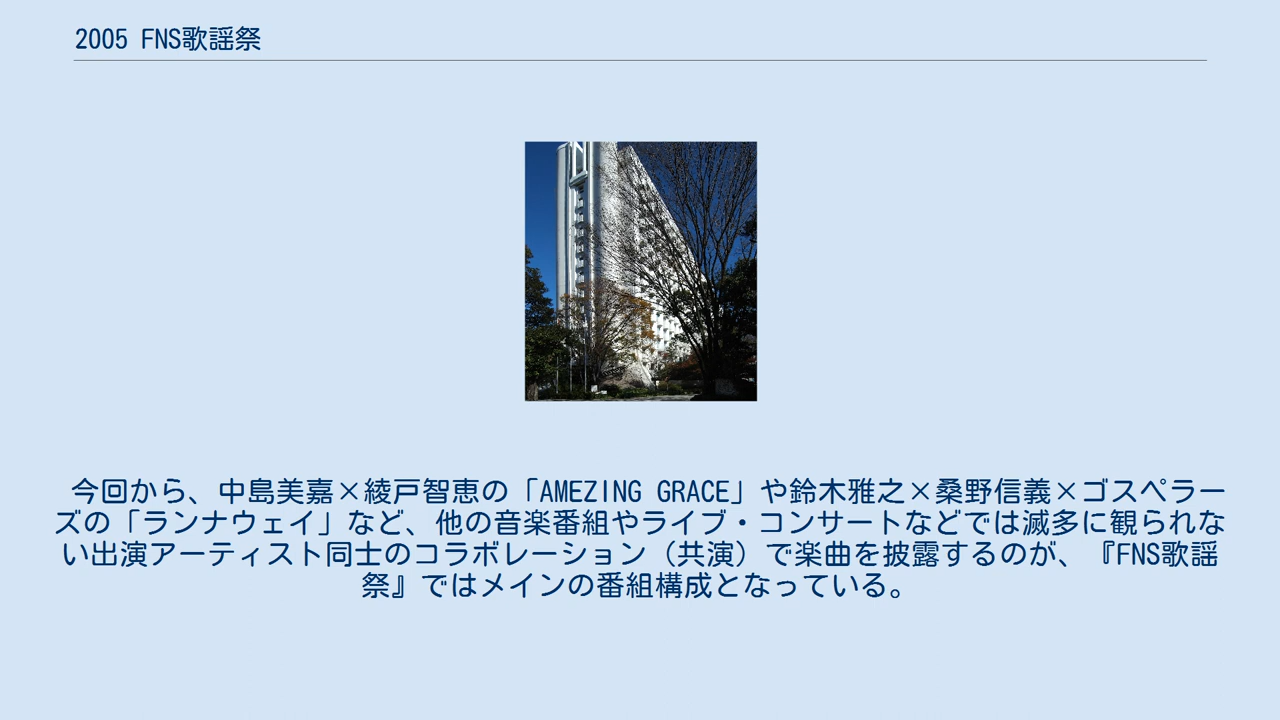 2005 FNS歌謡祭
今回から、中島美嘉×綾戸智恵の「AMEZING GRACE」や鈴木雅之×桑野信義×ゴスペラー
ズの「ランナウェイ」など、他の音楽番組やライブ・コンサートなどでは滅多に観られな
い出演アーティスト同士のコラボレーション（共演）で楽曲を披露するのが、『FNS歌謡
祭』ではメインの番組構成となっている。